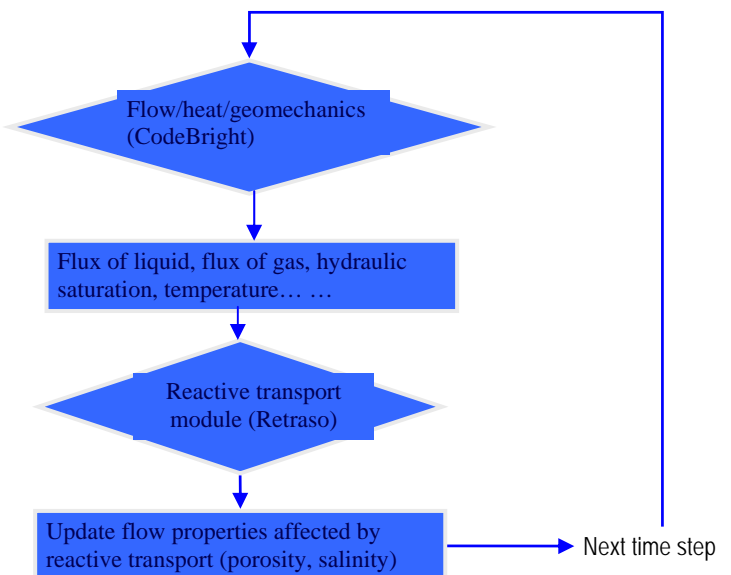 Flow/heat/geomechanics
(CodeBright)
Flux of liquid, flux of gas, hydraulic
saturation, temperature… …
Reactive transport
module (Retraso)
Update flow properties affected by
reactive transport (porosity, salinity)
Next time step